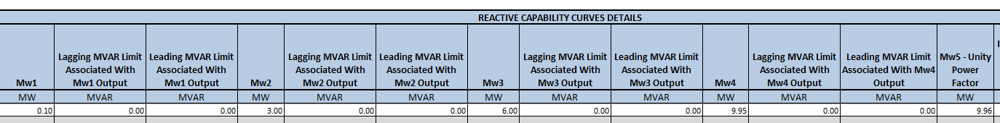 REACTIVE CAPABILITY CURVES DETAILS
Lagging MVAR Limit Leading MVAR Limit Lagging MVAR Limit Leading MVAR Limit Lagging MVAR Limit Leading MVAR Limit Lagging MVAR Limit Leading MVAR Limit Mw5 - Unity
Associated With Associated With Associated With Associated With Associated With Associated With Associated With Associated With Mw4 Power
Mw1 Mw1 Output Mw1 Output Mw2 Mw2 Output Mw2 Output Mw3 Mw3 Output Mw3 Output Mw4 Mw4 Output Output Factor
MW MVAR MVAR MW MVAR MVAR MW MVAR MVAR MW MVAR MVAR MW
0.10 0.00 0.00 3.00 0.00 0.00 6.00 0.00 0.00 9.95 0.00 0.00 9.96